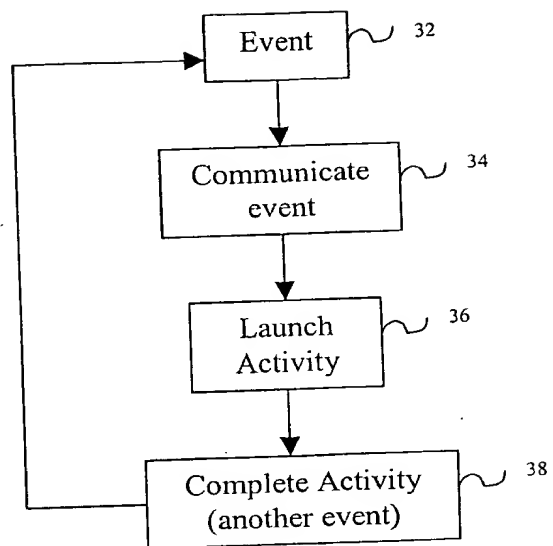 Event
32
Communicate
event
34
Launch
Activity
36
Complete Activity
(another event)
38